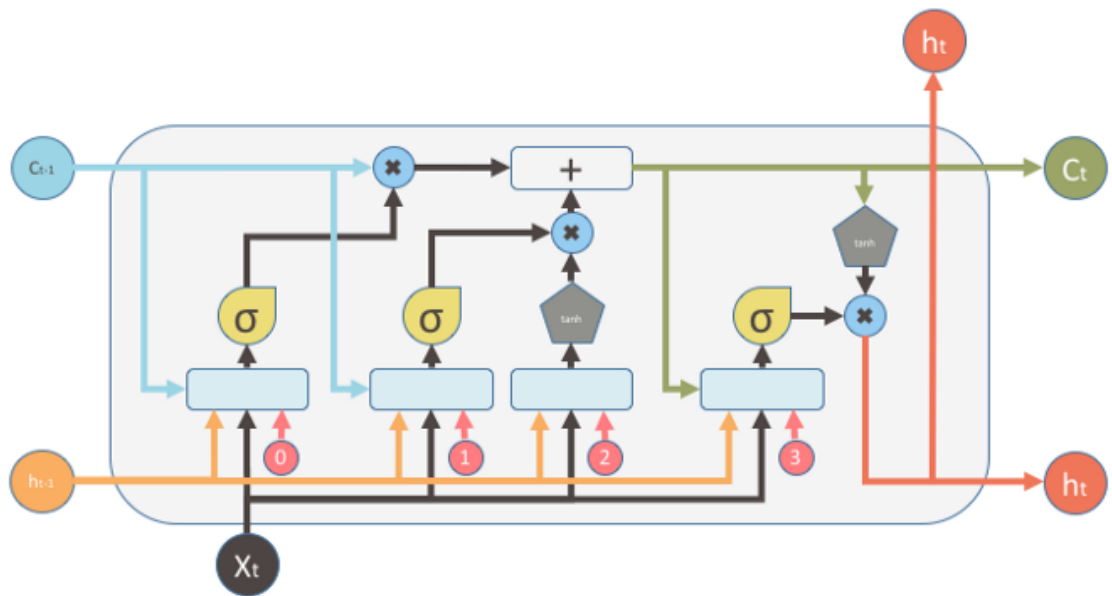 hₜ
Cₜ₋₁
×
+
Cₜ
×
tanh
σ
σ
tanh
σ
×
0
1
2
3
hₜ₋₁
hₜ
Xₜ